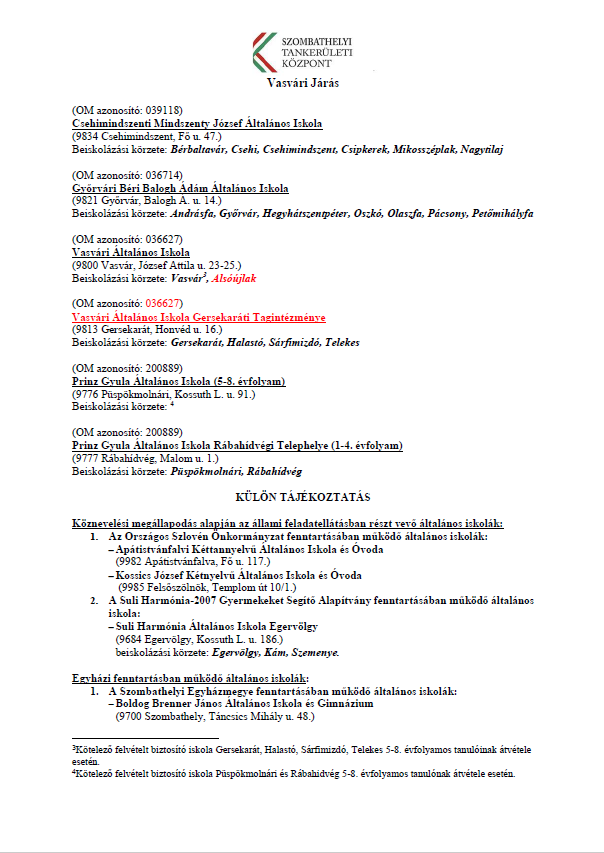 SZOMBATHELYI
TANKERÜLETI
KÖZPONT
Vasvári Járás
(OM azonosító: 039118)
Csehimindszenti Mindszenty József Általános Iskola
(9834 Csehimindszent, Fő u. 47.)
Beiskolázási körzete: Bérbaltavár, Csehi, Csehimindszent, Csipkerek, Mikosszéplak, Nagytilaj
(OM azonosító: 036714)
Győrvári Béri Balogh Ádám Általános Iskola
(9821 Győrvár, Balogh Á. u. 14.)
Beiskolázási körzete: Andrásfa, Győrvár, Hegyhátszentpéter, Oszkó, Olaszfa, Pácsony, Petőmihályfa
(OM azonosító: 036627)
Vasvári Általános Iskola
(9800 Vasvár, József Attila u. 23-25.)
Beiskolázási körzete: Vasvár³, Alsóújlak
(OM azonosító: 036627)
Vasvári Általános Iskola Gersekaráti Tagintézménye
(9813 Gersekarát, Honvéd u. 16.)
Beiskolázási körzete: Gersekarát, Halastó, Sárfimizdó, Telekes
(OM azonosító: 200889)
Prinz Gyula Általános Iskola (5-8. évfolyam)
(9776 Püspökmolnári, Kossuth L. u. 91.)
Beiskolázási körzete: ⁴
(OM azonosító: 200889)
Prinz Gyula Általános Iskola Rábahidvégi Telephelye (1-4. évfolyam)
(9777 Rábahidvég, Malom u. 1.)
Beiskolázási körzete: Püspökmolnári, Rábahidvég
KÜLÖN TÁJÉKOZTATÁS
Köznevelési megállapodás alapján az állami feladatellátásban részt vevő általános iskolák:
1. Az Országos Szlovén Önkormányzat fenntartásában működő általános iskolák:
– Apátistvánfalvi Kéttannyelvű Általános Iskola és Óvoda
(9982 Apátistvánfalva, Fő u. 117.)
– Kossics József Kétnyelvű Általános Iskola és Óvoda
(9985 Felsőszölnök, Templom út 10/1.)
2. A Suli Harmónia-2007 Gyermekeket Segítő Alapítvány fenntartásában működő általános
iskola:
– Suli Harmónia Általános Iskola Egervölgy
(9684 Egervölgy, Kossuth L. u. 186.)
beiskolázási körzete: Egervölgy, Kám, Szemenye.
Egyházi fenntartásban működő általános iskolák:
1. A Szombathelyi Egyházmegye fenntartásában működő általános iskolák:
– Boldog Brenner János Általános Iskola és Gimnázium
(9700 Szombathely, Táncsics Mihály u. 48.)
³Kötelező felvételt biztosító iskola Gersekarát, Halastó, Sárfimizdó, Telekes 5-8. évfolyamos tanulóinak átvétele
esetén.
⁴Kötelező felvételt biztosító iskola Püspökmolnári és Rábahidvég 5-8. évfolyamos tanulónak átvétele esetén.